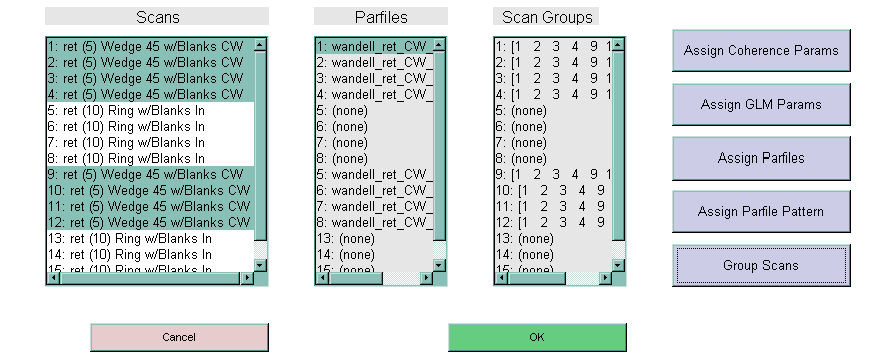 Scans
1: ret (5) Wedge 45 w/Blanks CW
2: ret (5) Wedge 45 w/Blanks CW
3: ret (5) Wedge 45 w/Blanks CW
4: ret (5) Wedge 45 w/Blanks CW
5: ret (10) Ring w/Blanks In
6: ret (10) Ring w/Blanks In
7: ret (10) Ring w/Blanks In
8: ret (10) Ring w/Blanks In
9: ret (5) Wedge 45 w/Blanks CW
10: ret (5) Wedge 45 w/Blanks CW
11: ret (5) Wedge 45 w/Blanks CW
12: ret (5) Wedge 45 w/Blanks CW
13: ret (10) Ring w/Blanks In
14: ret (10) Ring w/Blanks In
15: ret (10) Ring w/Blanks In
Parfiles
1: wandell_ret_CW_
2: wandell_ret_CW_
3: wandell_ret_CW_
4: wandell_ret_CW_
5: (none)
6: (none)
7: (none)
8: (none)
5: wandell_ret_CW_
6: wandell_ret_CW_
7: wandell_ret_CW_
8: wandell_ret_CW_
13: (none)
14: (none)
15: (none)
Scan Groups
1: [1 2 3 4 9 1
2: [1 2 3 4 9 1
3: [1 2 3 4 9 1
4: [1 2 3 4 9 1
5: (none)
6: (none)
7: (none)
8: (none)
9: [1 2 3 4 9 1
10: [1 2 3 4 9
11: [1 2 3 4 9
12: [1 2 3 4 9
13: (none)
14: (none)
15: (none)
Assign Coherence Params
Assign GLM Params
Assign Parfiles
Assign Parfile Pattern
Group Scans
Cancel
OK